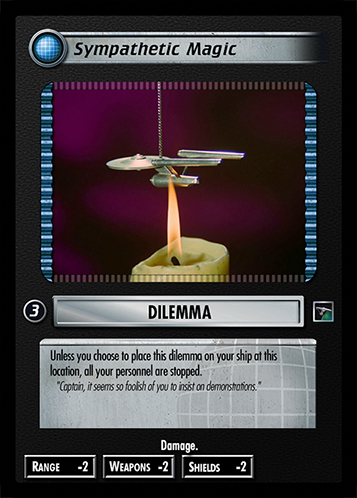 Sympathetic Magic
3
DILEMMA
Unless you choose to place this dilemma on your ship at this
location, all your personnel are stopped.
"Captain, it seems so foolish of you to insist on demonstrations."
Damage.
RANGE -2 WEAPONS -2 SHIELDS -2